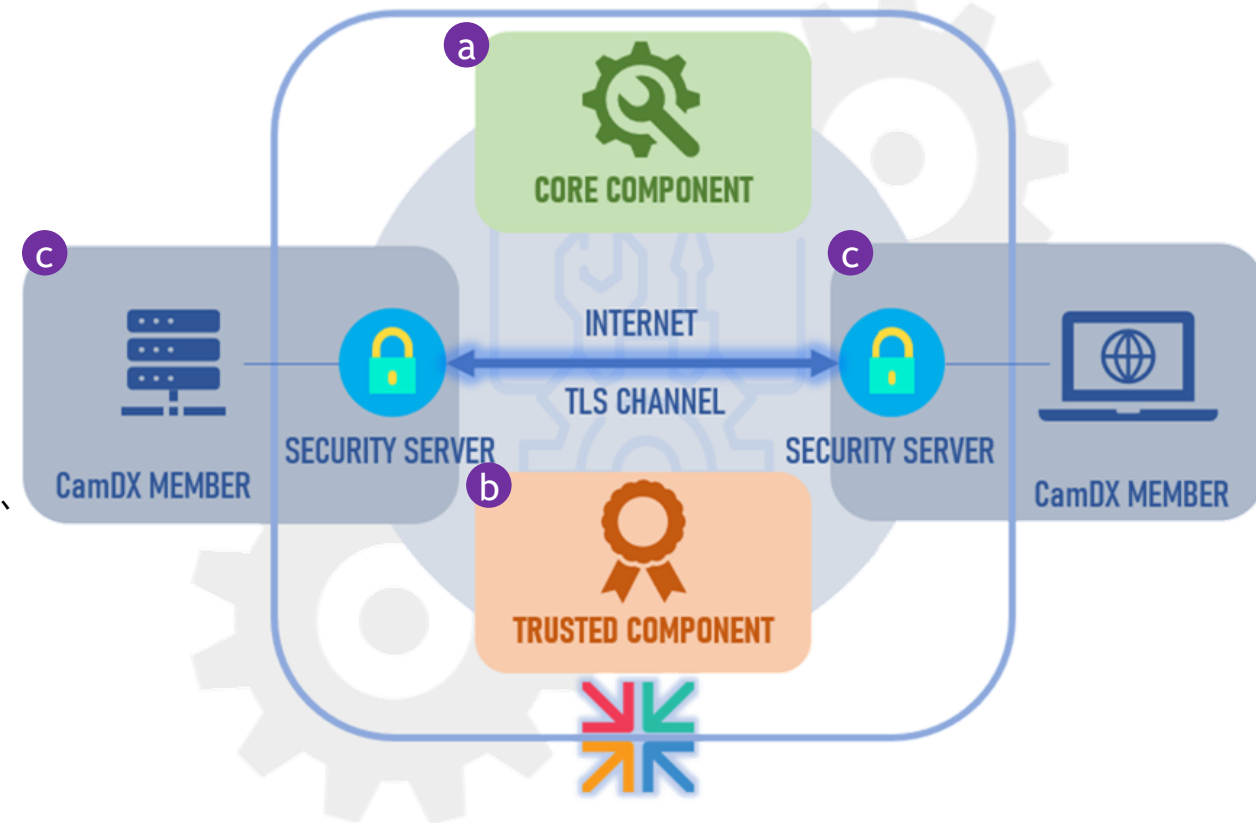 a
CORE COMPONENT
c
c
INTERNET
TLS CHANNEL
SECURITY SERVER
SECURITY SERVER
CamDX MEMBER
b
CamDX MEMBER
、
TRUSTED COMPONENT